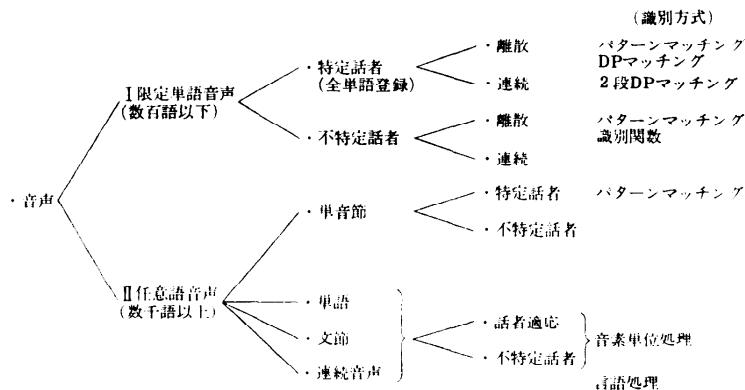 (識別方式)
・離散 パターンマッチング
DPマッチング
・特定話者
(全単語登録)
・連続 2段DPマッチング
Ⅰ限定単語音声
(数百語以下)
・離散 パターンマッチング
識別関数
・不特定話者
・連続
・音声
・特定話者 パターンマッチング
・単音節
・不特定話者
Ⅱ任意語音声
(数千語以上)
・単語
・話者適応
・文節
音素単位処理
・不特定話者
・連続音声
言語処理